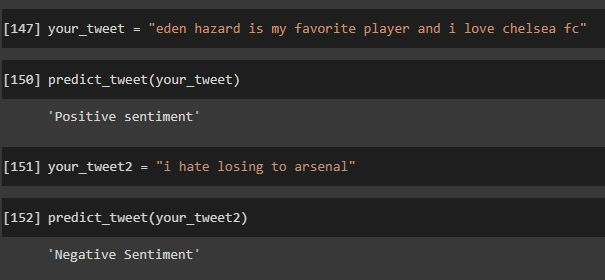 [147] your_tweet = "eden hazard is my favorite player and i love chelsea fc"
[150] predict_tweet(your_tweet)
'Positive sentiment'
[151] your_tweet2 = "i hate losing to arsenal"
[152] predict_tweet(your_tweet2)
'Negative Sentiment'